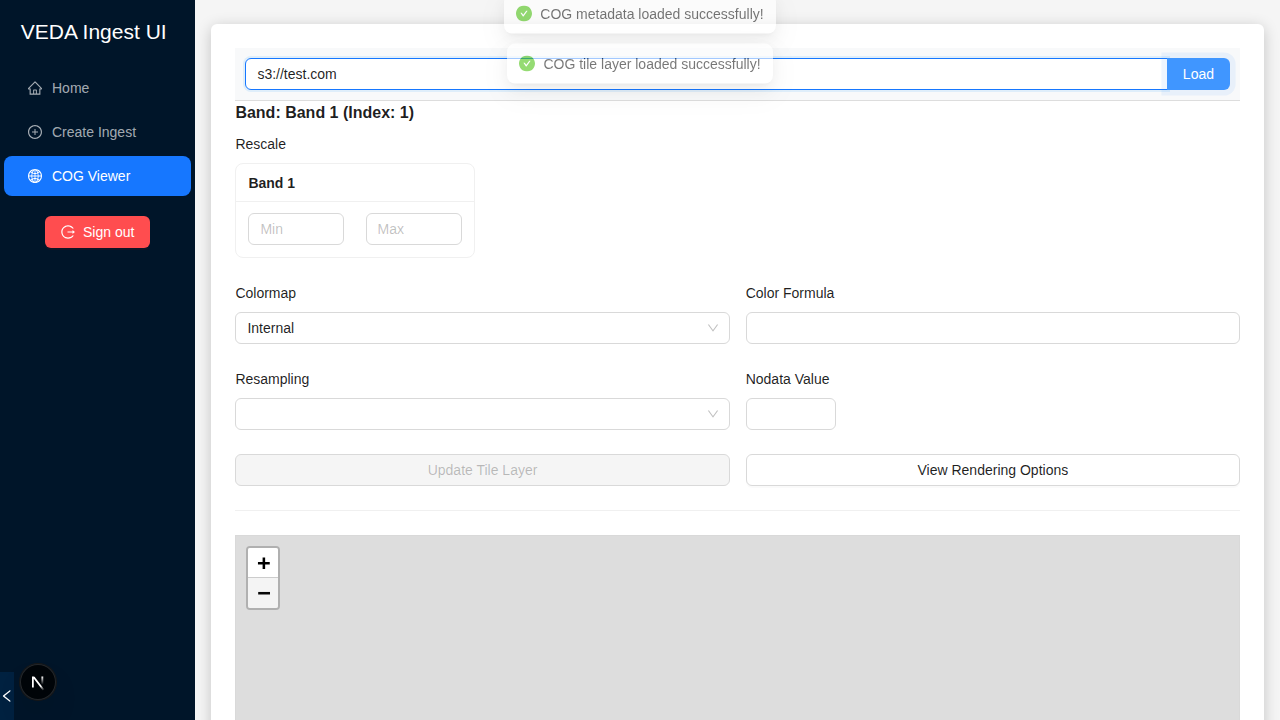 VEDA Ingest UI
Home
Create Ingest
COG Viewer
Sign out
COG metadata loaded successfully!
COG tile layer loaded successfully!
s3://test.com
Load
Band: Band 1 (Index: 1)
Rescale
Band 1
Min
Max
Colormap
Color Formula
Internal
Resampling
Nodata Value
Update Tile Layer
View Rendering Options
+
−
N